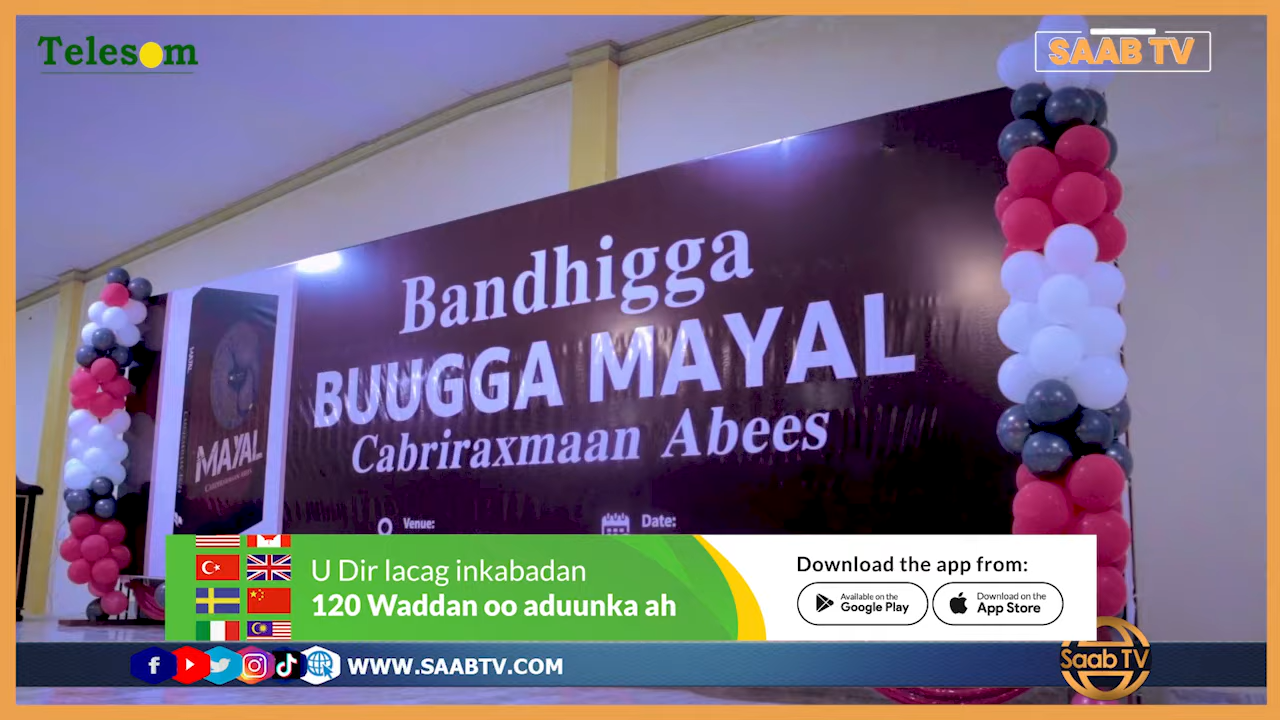 Telesom
SAAB TV
Bandhigga
BUUGGA MAYAL
Cabriraxmaan Abees
MAYAL
CABRIRAXMAAN ABEES
Venue:
Date:
U Dir lacag inkabadan
120 Waddan oo aduunka ah
Download the app from:
Available on the
Google Play
Download on the
App Store
WWW.SAABTV.COM
Saab TV